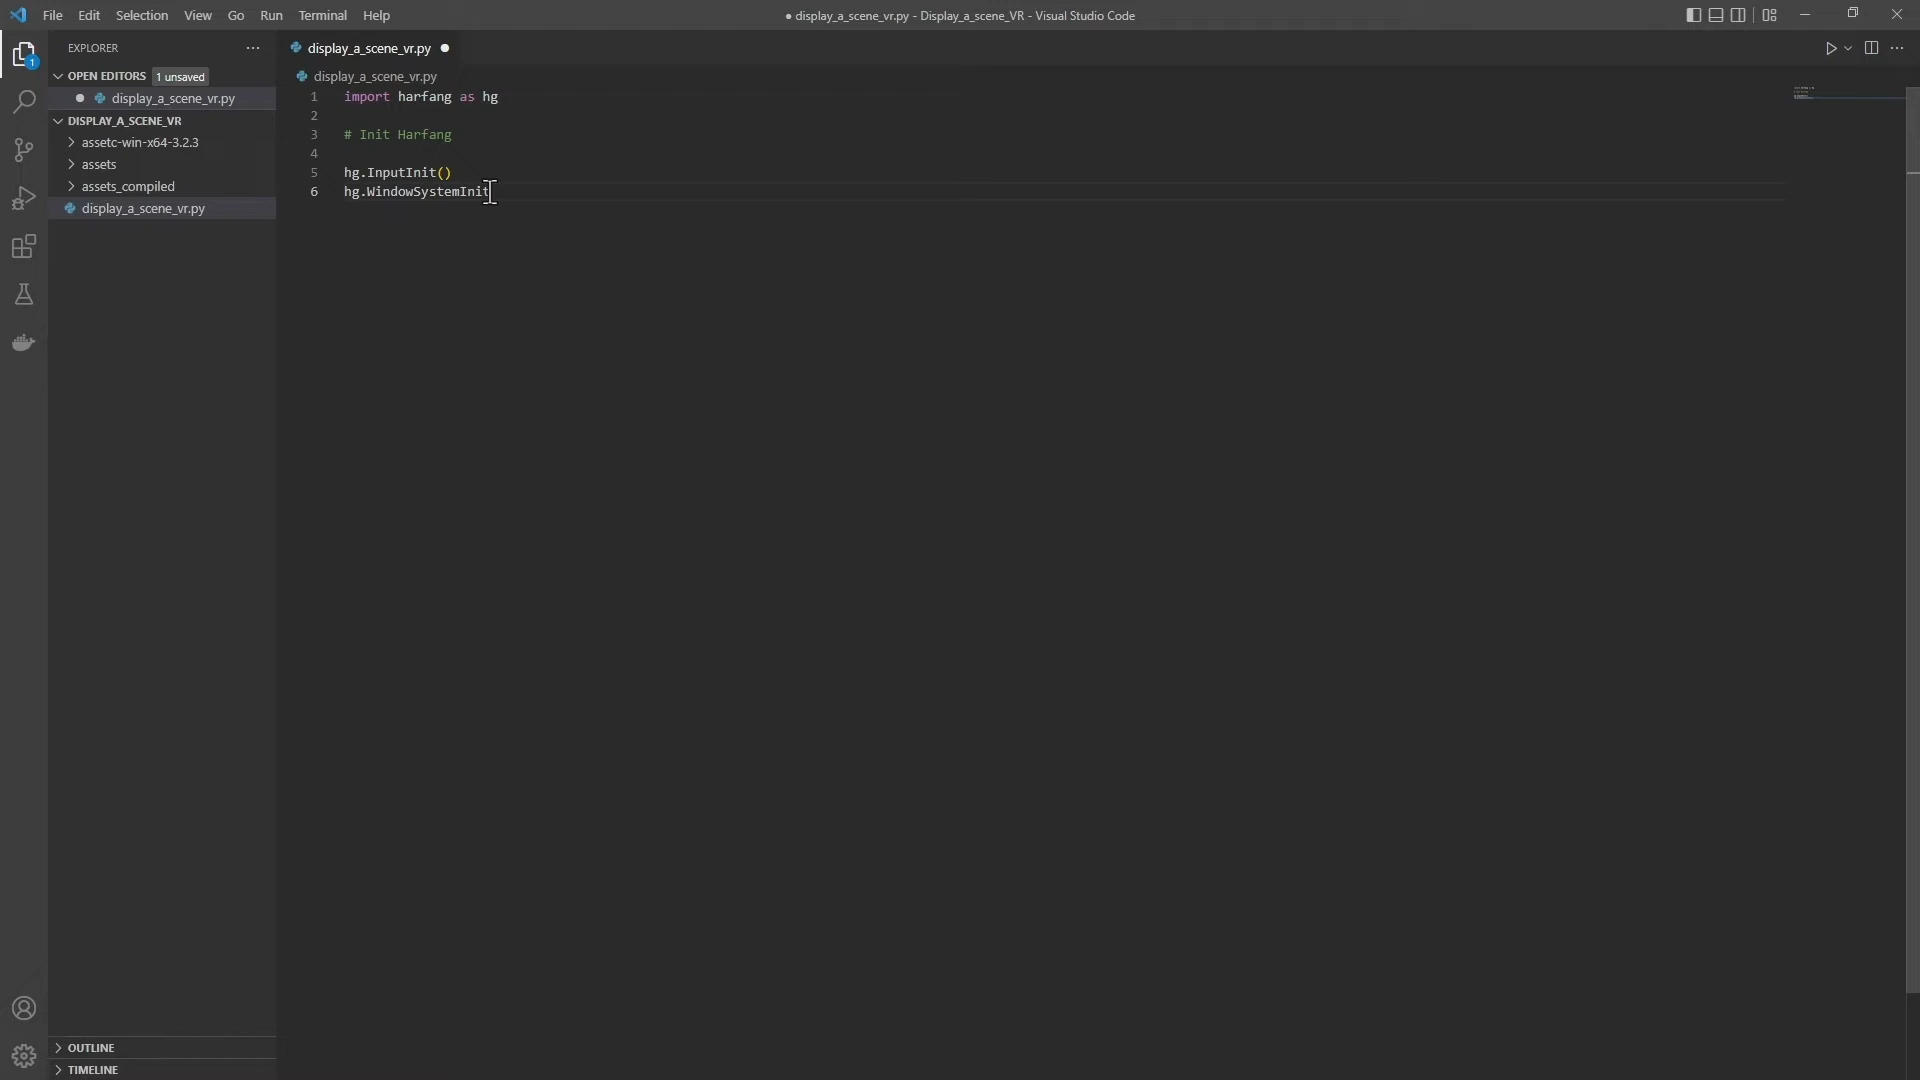 File Edit Selection View Go Run Terminal Help
● display_a_scene_vr.py - Display_a_scene_VR - Visual Studio Code
EXPLORER
1
OPEN EDITORS 1 unsaved
display_a_scene_vr.py
DISPLAY_A_SCENE_VR
assetc-win-x64-3.2.3
assets
assets_compiled
display_a_scene_vr.py
OUTLINE
TIMELINE
display_a_scene_vr.py
display_a_scene_vr.py
1 import harfang as hg
2
3 # Init Harfang
4
5 hg.InputInit()
6 hg.WindowSystemInit